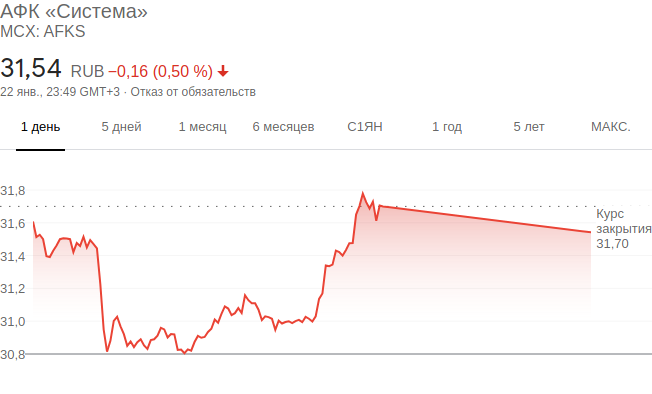 АФК «Система»
MCX: AFKS
31,54 RUB −0,16 (0,50 %)
22 янв., 23:49 GMT+3 · Отказ от обязательств
1 день 5 дней 1 месяц 6 месяцев С1ЯН 1 год 5 лет МАКС.
31,8
31,6
31,4
31,2
31,0
30,8
Курс
закрытия
31,70